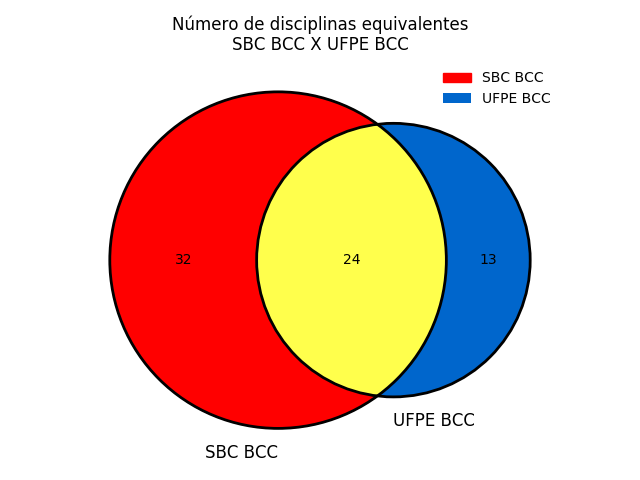 Número de disciplinas equivalentes
SBC BCC X UFPE BCC
SBC BCC
UFPE BCC
32
24
13
UFPE BCC
SBC BCC